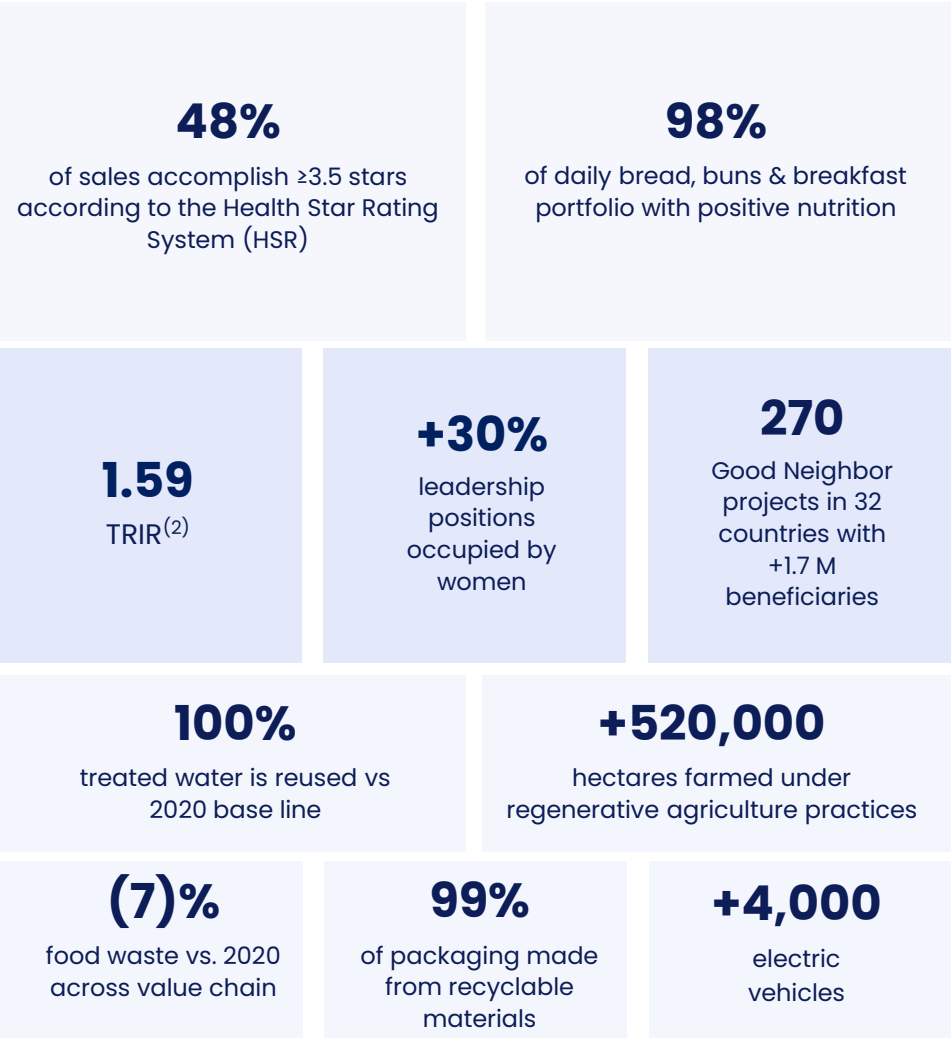 48%
of sales accomplish ≥3.5 stars
according to the Health Star Rating
System (HSR)
98%
of daily bread, buns & breakfast
portfolio with positive nutrition
1.59
TRIR(2)
+30%
leadership
positions
occupied by
women
270
Good Neighbor
projects in 32
countries with
+1.7 M
beneficiaries
100%
treated water is reused vs
2020 base line
+520,000
hectares farmed under
regenerative agriculture practices
(7)%
food waste vs. 2020
across value chain
99%
of packaging made
from recyclable
materials
+4,000
electric
vehicles